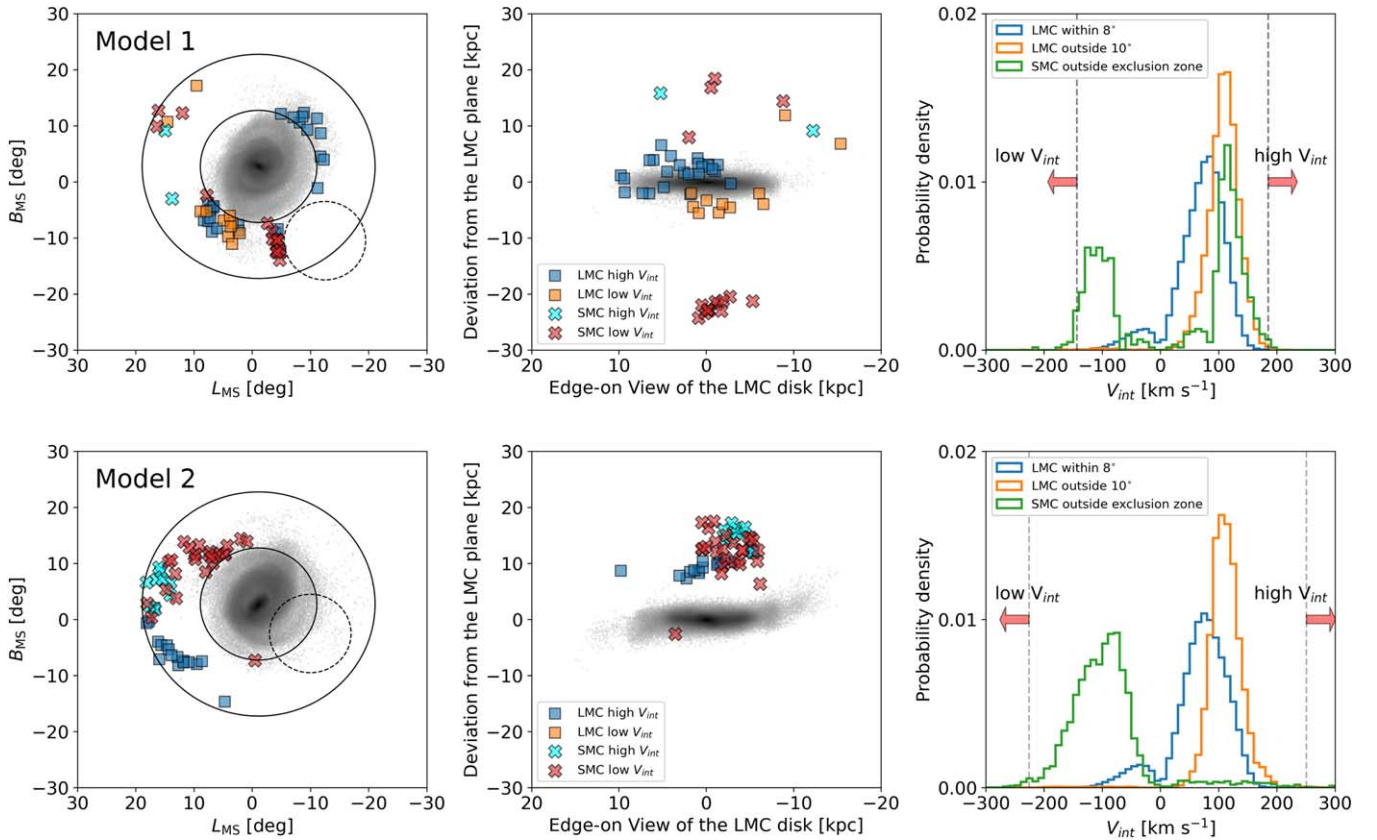 Model 1
30
20
10
0
−10
−20
−30
B_MS [deg]
30 20 10 0 −10 −20 −30
L_MS [deg]
30
20
10
0
−10
−20
−30
Deviation from the LMC plane [kpc]
LMC high V_int
LMC low V_int
SMC high V_int
SMC low V_int
20 10 0 −10 −20
Edge-on View of the LMC disk [kpc]
0.02
0.01
0.00
Probability density
LMC within 8°
LMC outside 10°
SMC outside exclusion zone
low V_int
high V_int
−300 −200 −100 0 100 200 300
V_int [km s⁻¹]
Model 2
30
20
10
0
−10
−20
−30
B_MS [deg]
30 20 10 0 −10 −20 −30
L_MS [deg]
30
20
10
0
−10
−20
−30
Deviation from the LMC plane [kpc]
LMC high V_int
LMC low V_int
SMC high V_int
SMC low V_int
20 10 0 −10 −20
Edge-on View of the LMC disk [kpc]
0.02
0.01
0.00
Probability density
LMC within 8°
LMC outside 10°
SMC outside exclusion zone
low V_int
high V_int
−300 −200 −100 0 100 200 300
V_int [km s⁻¹]